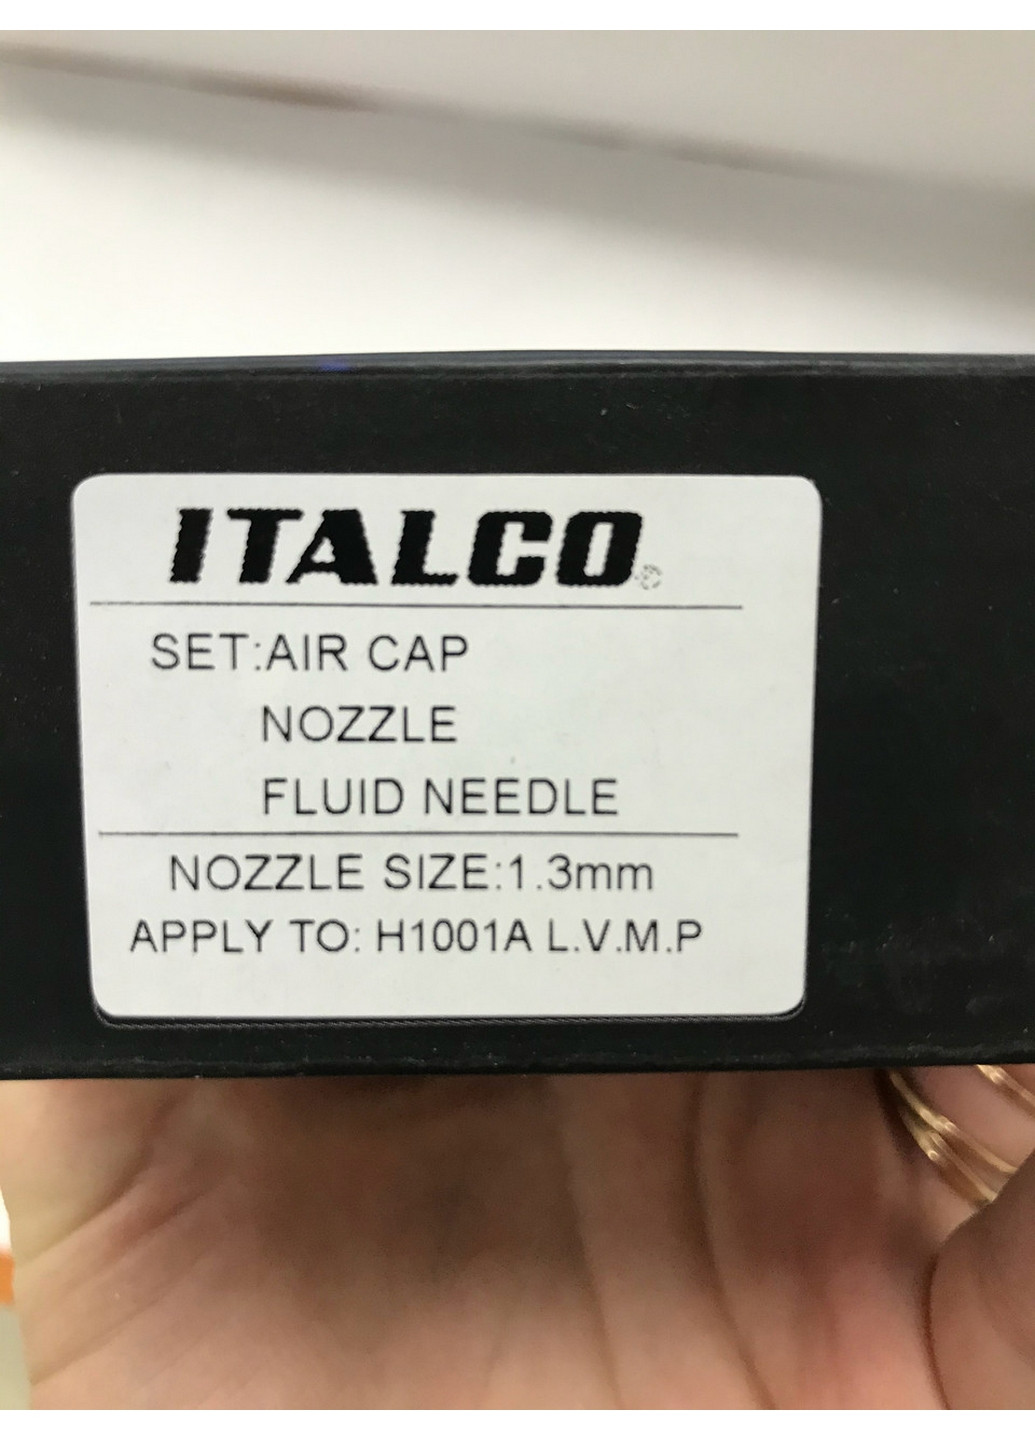 ITALCO
SET:AIR CAP
NOZZLE
FLUID NEEDLE
NOZZLE SIZE:1.3mm
APPLY TO: H1001A L.V.M.P